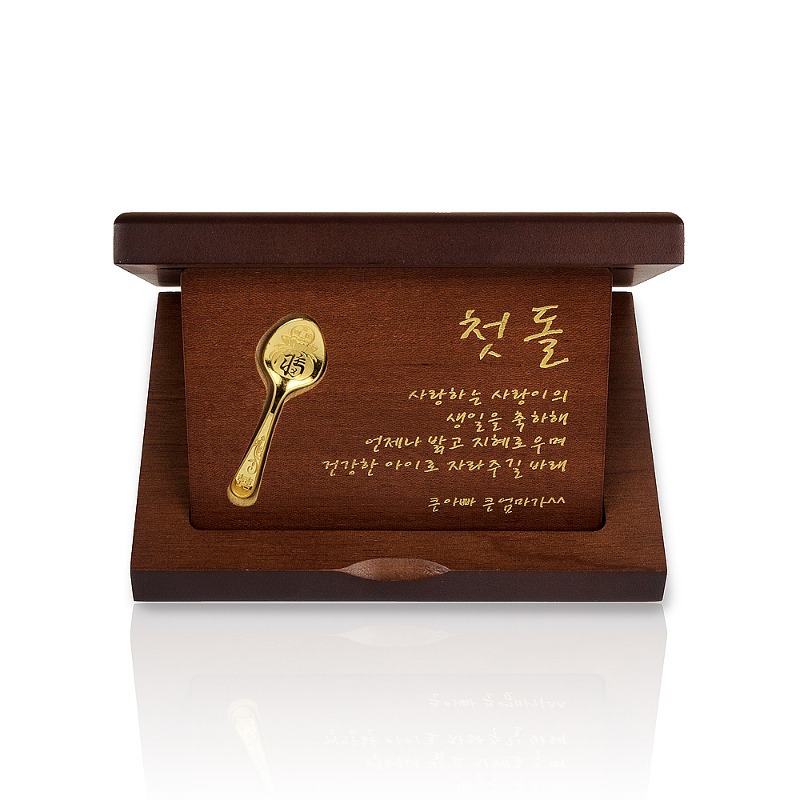 첫돌
사랑하는 사랑이의
생일을 축하해
언제나 밝고 지혜로우며
건강한 아이로 자라주길 바래
큰아빠 큰엄마가^^